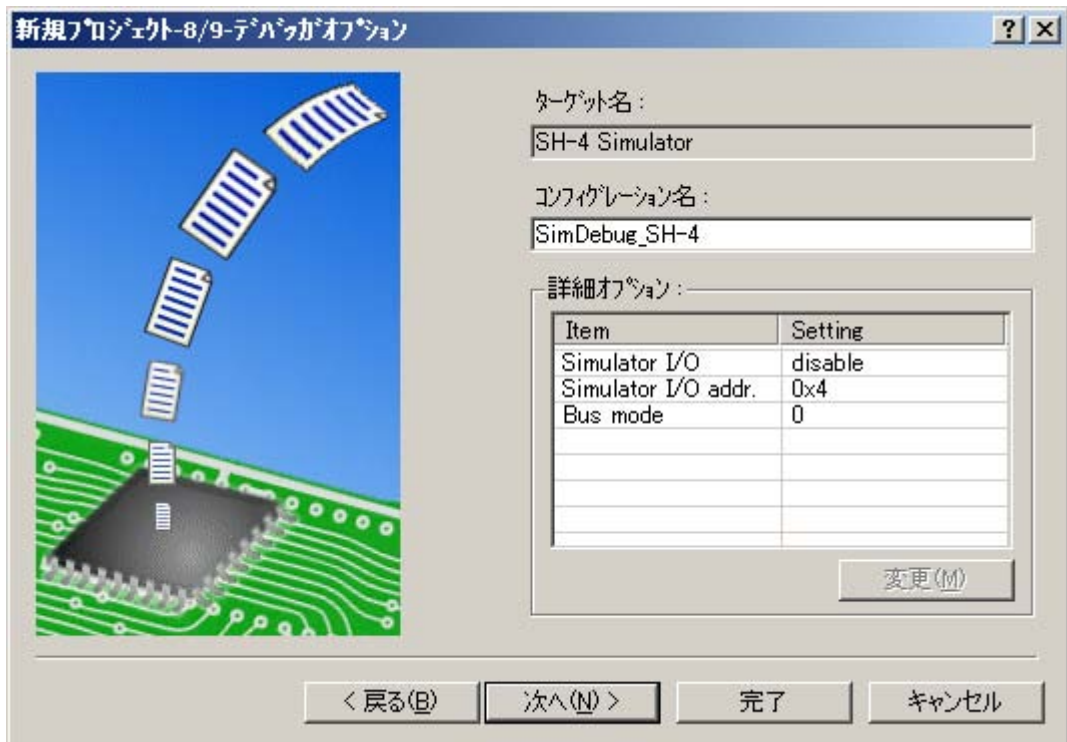 新規ﾌﾟﾛｼﾞｪｸﾄ-8/9-ﾃﾞﾊﾞｯｶﾞｵﾌﾟｼｮﾝ
ﾀｰｹﾞｯﾄ名 :
SH-4 Simulator
ｺﾝﾌｨｸﾞﾚｰｼｮﾝ名 :
SimDebug_SH-4
詳細ｵﾌﾟｼｮﾝ :
Item Setting
Simulator I/O disable
Simulator I/O addr. 0x4
Bus mode 0
変更(M)
< 戻る(B) 次へ(N) > 完了 キャンセル